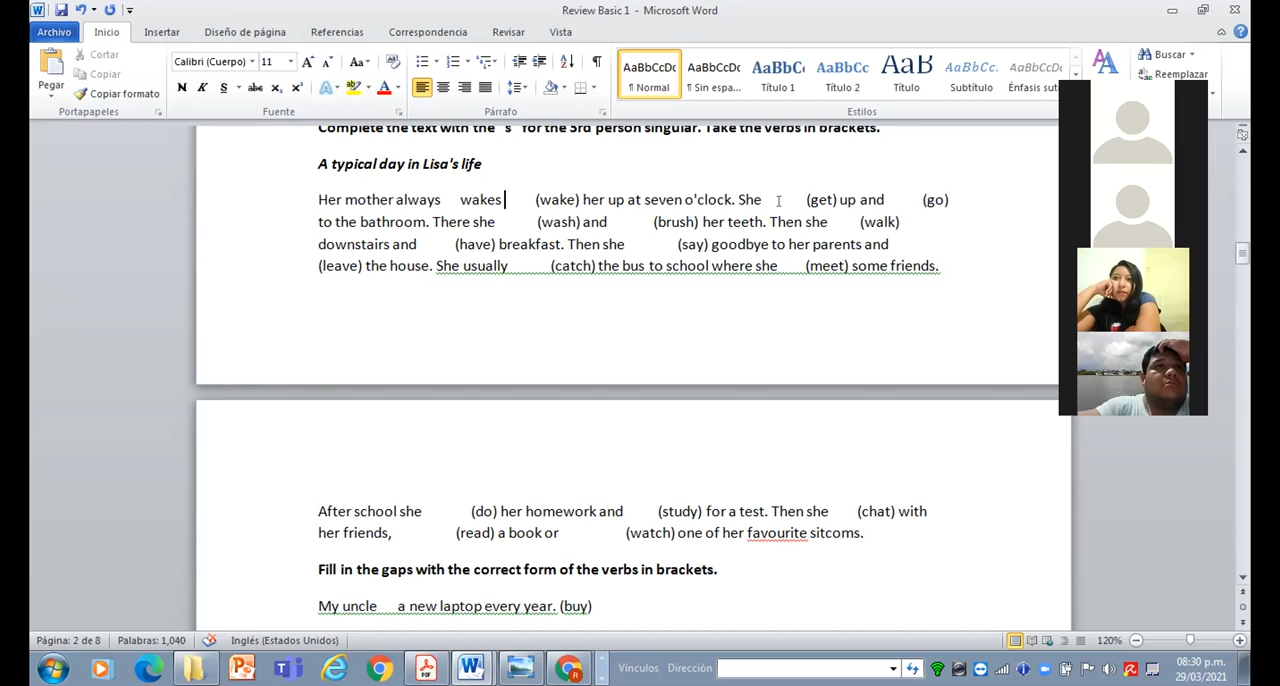 Review Basic 1 - Microsoft Word
Archivo Inicio Insertar Diseño de página Referencias Correspondencia Revisar Vista
Pegar
Cortar
Copiar
Copiar formato
Portapapeles
Calibri (Cuerpo) 11
N K S abc x₂ x²
Fuente
Párrafo
AaBbCcDc AaBbCcDc AaBbC AaBbCc AaB AaBbCc. AaBbCcDc
¶ Normal ¶ Sin espa... Título 1 Título 2 Título Subtítulo Énfasis sut
Estilos
Buscar
Reemplazar
Complete the text with the "s" for the 3rd person singular. Take the verbs in brackets.
A typical day in Lisa's life
Her mother always wakes (wake) her up at seven o'clock. She (get) up and (go)
to the bathroom. There she (wash) and (brush) her teeth. Then she (walk)
downstairs and (have) breakfast. Then she (say) goodbye to her parents and
(leave) the house. She usually (catch) the bus to school where she (meet) some friends.
After school she (do) her homework and (study) for a test. Then she (chat) with
her friends, (read) a book or (watch) one of her favourite sitcoms.
Fill in the gaps with the correct form of the verbs in brackets.
My uncle a new laptop every year. (buy)
Página: 2 de 8 Palabras: 1,040 Inglés (Estados Unidos) 120%
Vínculos Dirección
08:30 p.m.
29/03/2021